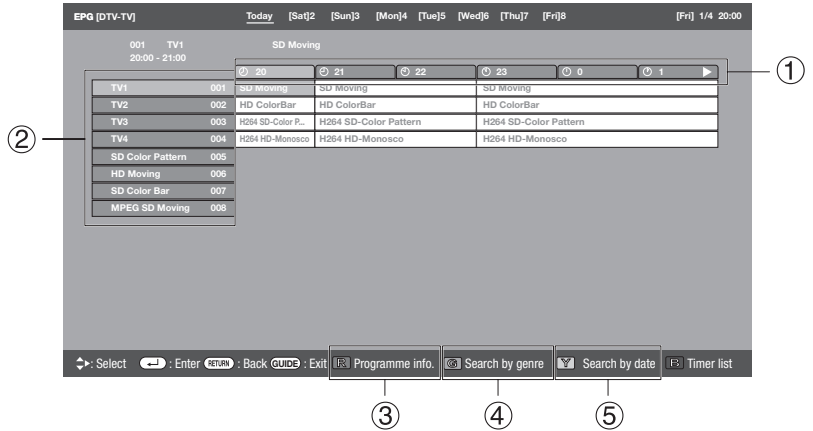 EPG [DTV-TV] Today [Sat]2 [Sun]3 [Mon]4 [Tue]5 [Wed]6 [Thu]7 [Fri]8 [Fri] 1/4 20:00
001 TV1 SD Moving
20:00 - 21:00
20 21 22 23 0 1
1
TV1 001 SD Moving SD Moving SD Moving
TV2 002 HD ColorBar HD ColorBar HD ColorBar
TV3 003 H264 SD-Color P... H264 SD-Color Pattern H264 SD-Color Pattern
2
TV4 004 H264 HD-Monosco H264 HD-Monosco H264 HD-Monosco
SD Color Pattern 005
HD Moving 006
SD Color Bar 007
MPEG SD Moving 008
: Select : Enter RETURN : Back GUIDE : Exit R Programme info. G Search by genre Y Search by date B Timer list
3 4 5